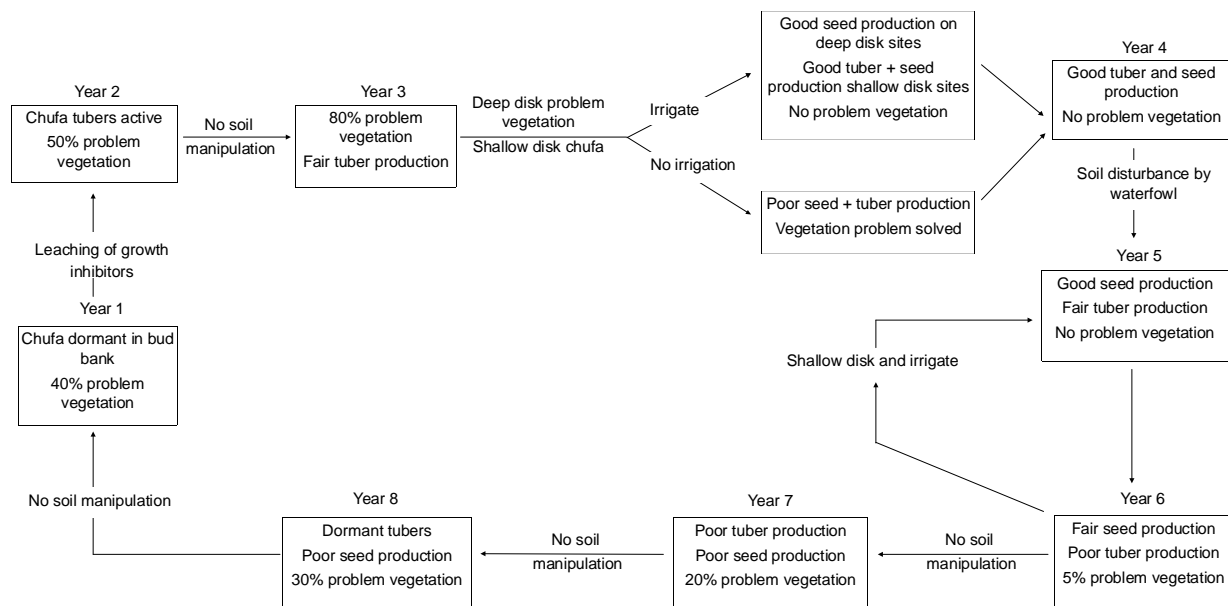 Year 2
Chufa tubers active
50% problem
vegetation
No soil
manipulation
Year 3
80% problem
vegetation
Fair tuber production
Deep disk problem
vegetation
Shallow disk chufa
Irrigate
No irrigation
Good seed production on
deep disk sites
Good tuber + seed
production shallow disk sites
No problem vegetation
Poor seed + tuber production
Vegetation problem solved
Year 4
Good tuber and seed
production
No problem vegetation
Soil disturbance by
waterfowl
Year 5
Good seed production
Fair tuber production
No problem vegetation
Shallow disk and irrigate
Year 6
Fair seed production
Poor tuber production
5% problem vegetation
No soil
manipulation
Year 7
Poor tuber production
Poor seed production
20% problem vegetation
No soil
manipulation
Year 8
Dormant tubers
Poor seed production
30% problem vegetation
No soil manipulation
Year 1
Chufa dormant in bud
bank
40% problem
vegetation
Leaching of growth
inhibitors